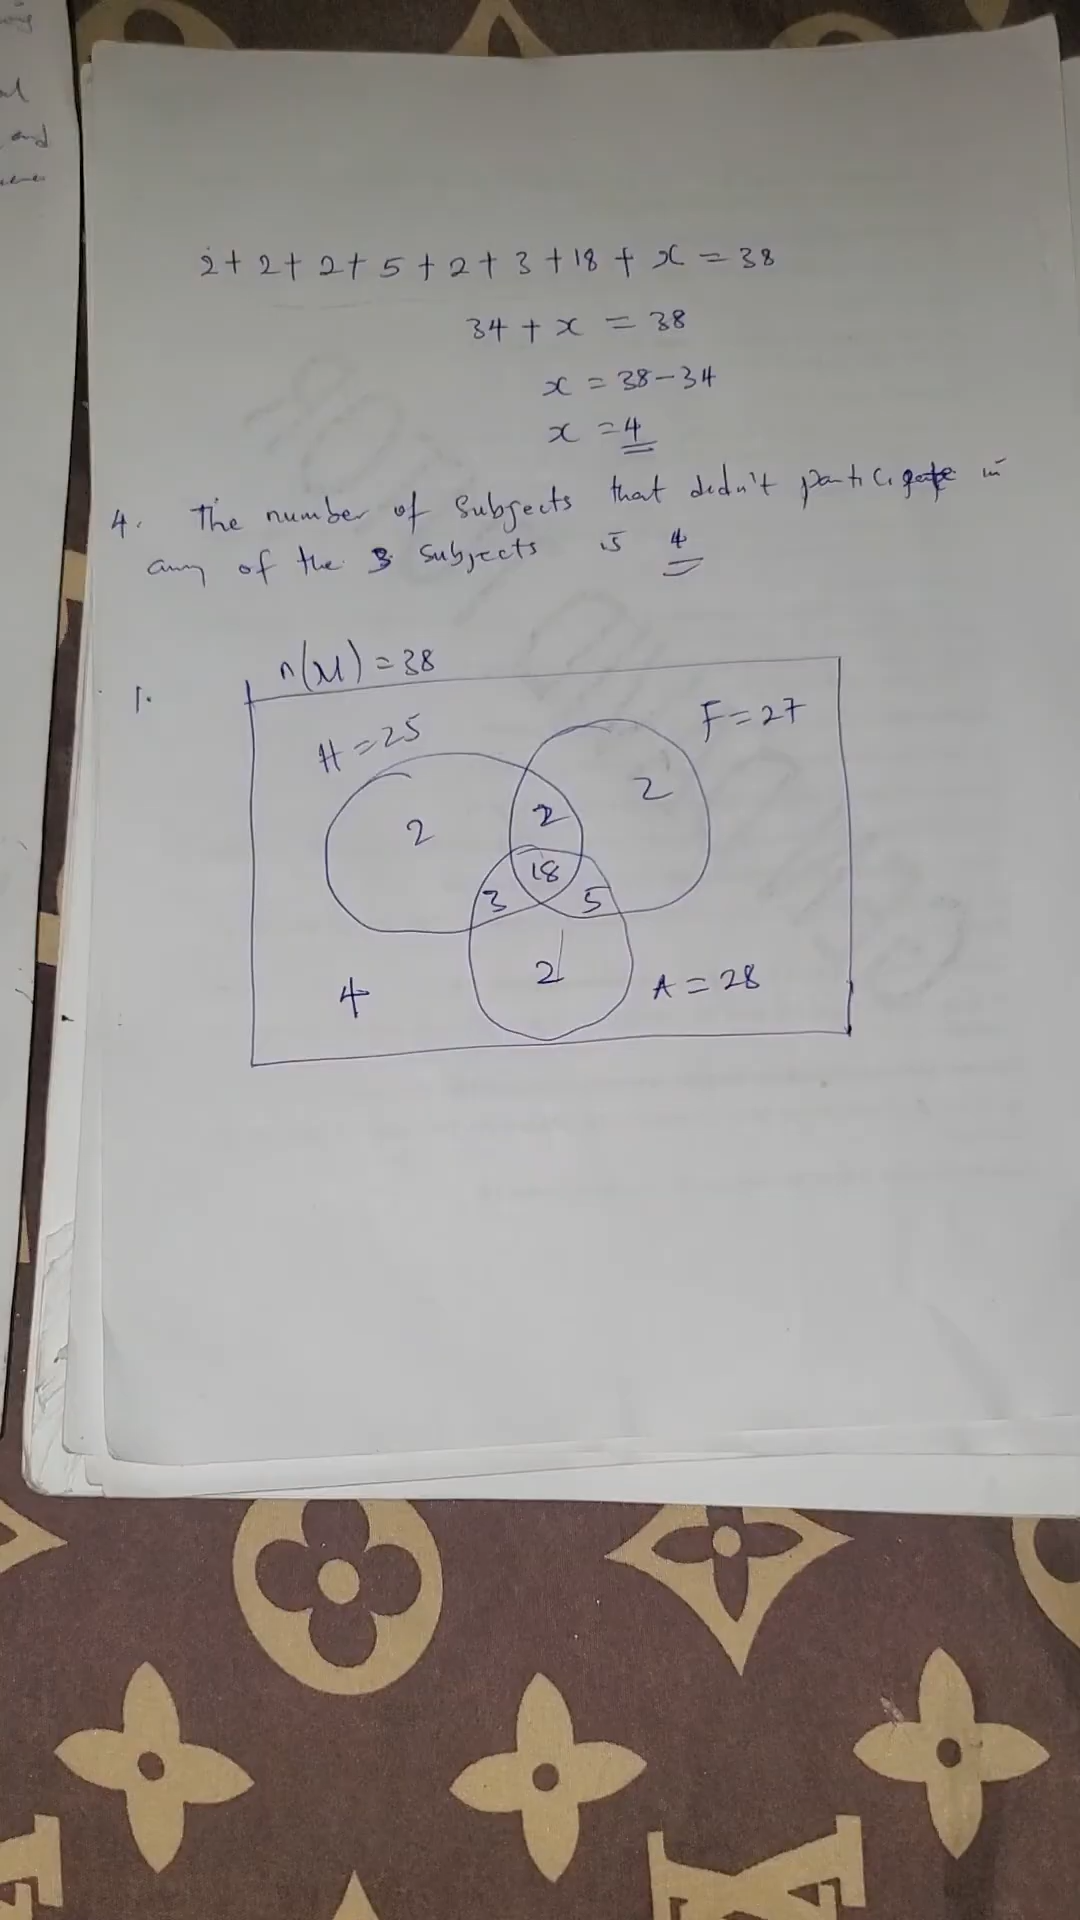 2 + 2 + 2 + 5 + 2 + 3 + 18 + x = 38
34 + x = 38
x = 38 - 34
x = 4
4. The number of Subjects that dedn't participate in
any of the 3 Subjects is 4
1. n(U) = 38
H = 25
F = 27
2
2
2
18
3
5
2
4
A = 28
and